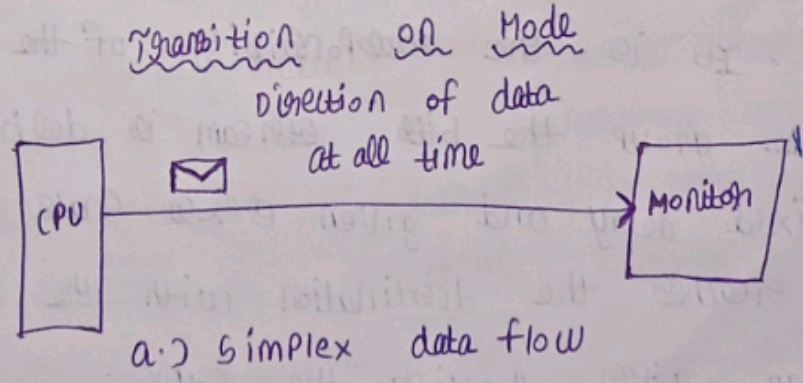 Transition on Mode
Direction of data
at all time
CPU
Monitor
a.) Simplex data flow